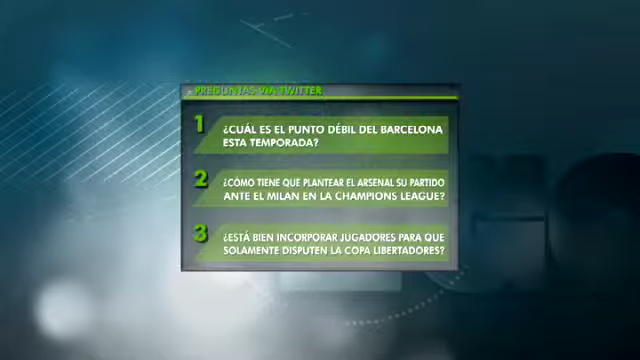 PREGUNTAS VIA TWITTER
1 ¿CUÁL ES EL PUNTO DÉBIL DEL BARCELONA
ESTA TEMPORADA?
2 ¿CÓMO TIENE QUE PLANTEAR EL ARSENAL SU PARTIDO
ANTE EL MILAN EN LA CHAMPIONS LEAGUE?
3 ¿ESTÁ BIEN INCORPORAR JUGADORES PARA QUE
SOLAMENTE DISPUTEN LA COPA LIBERTADORES?